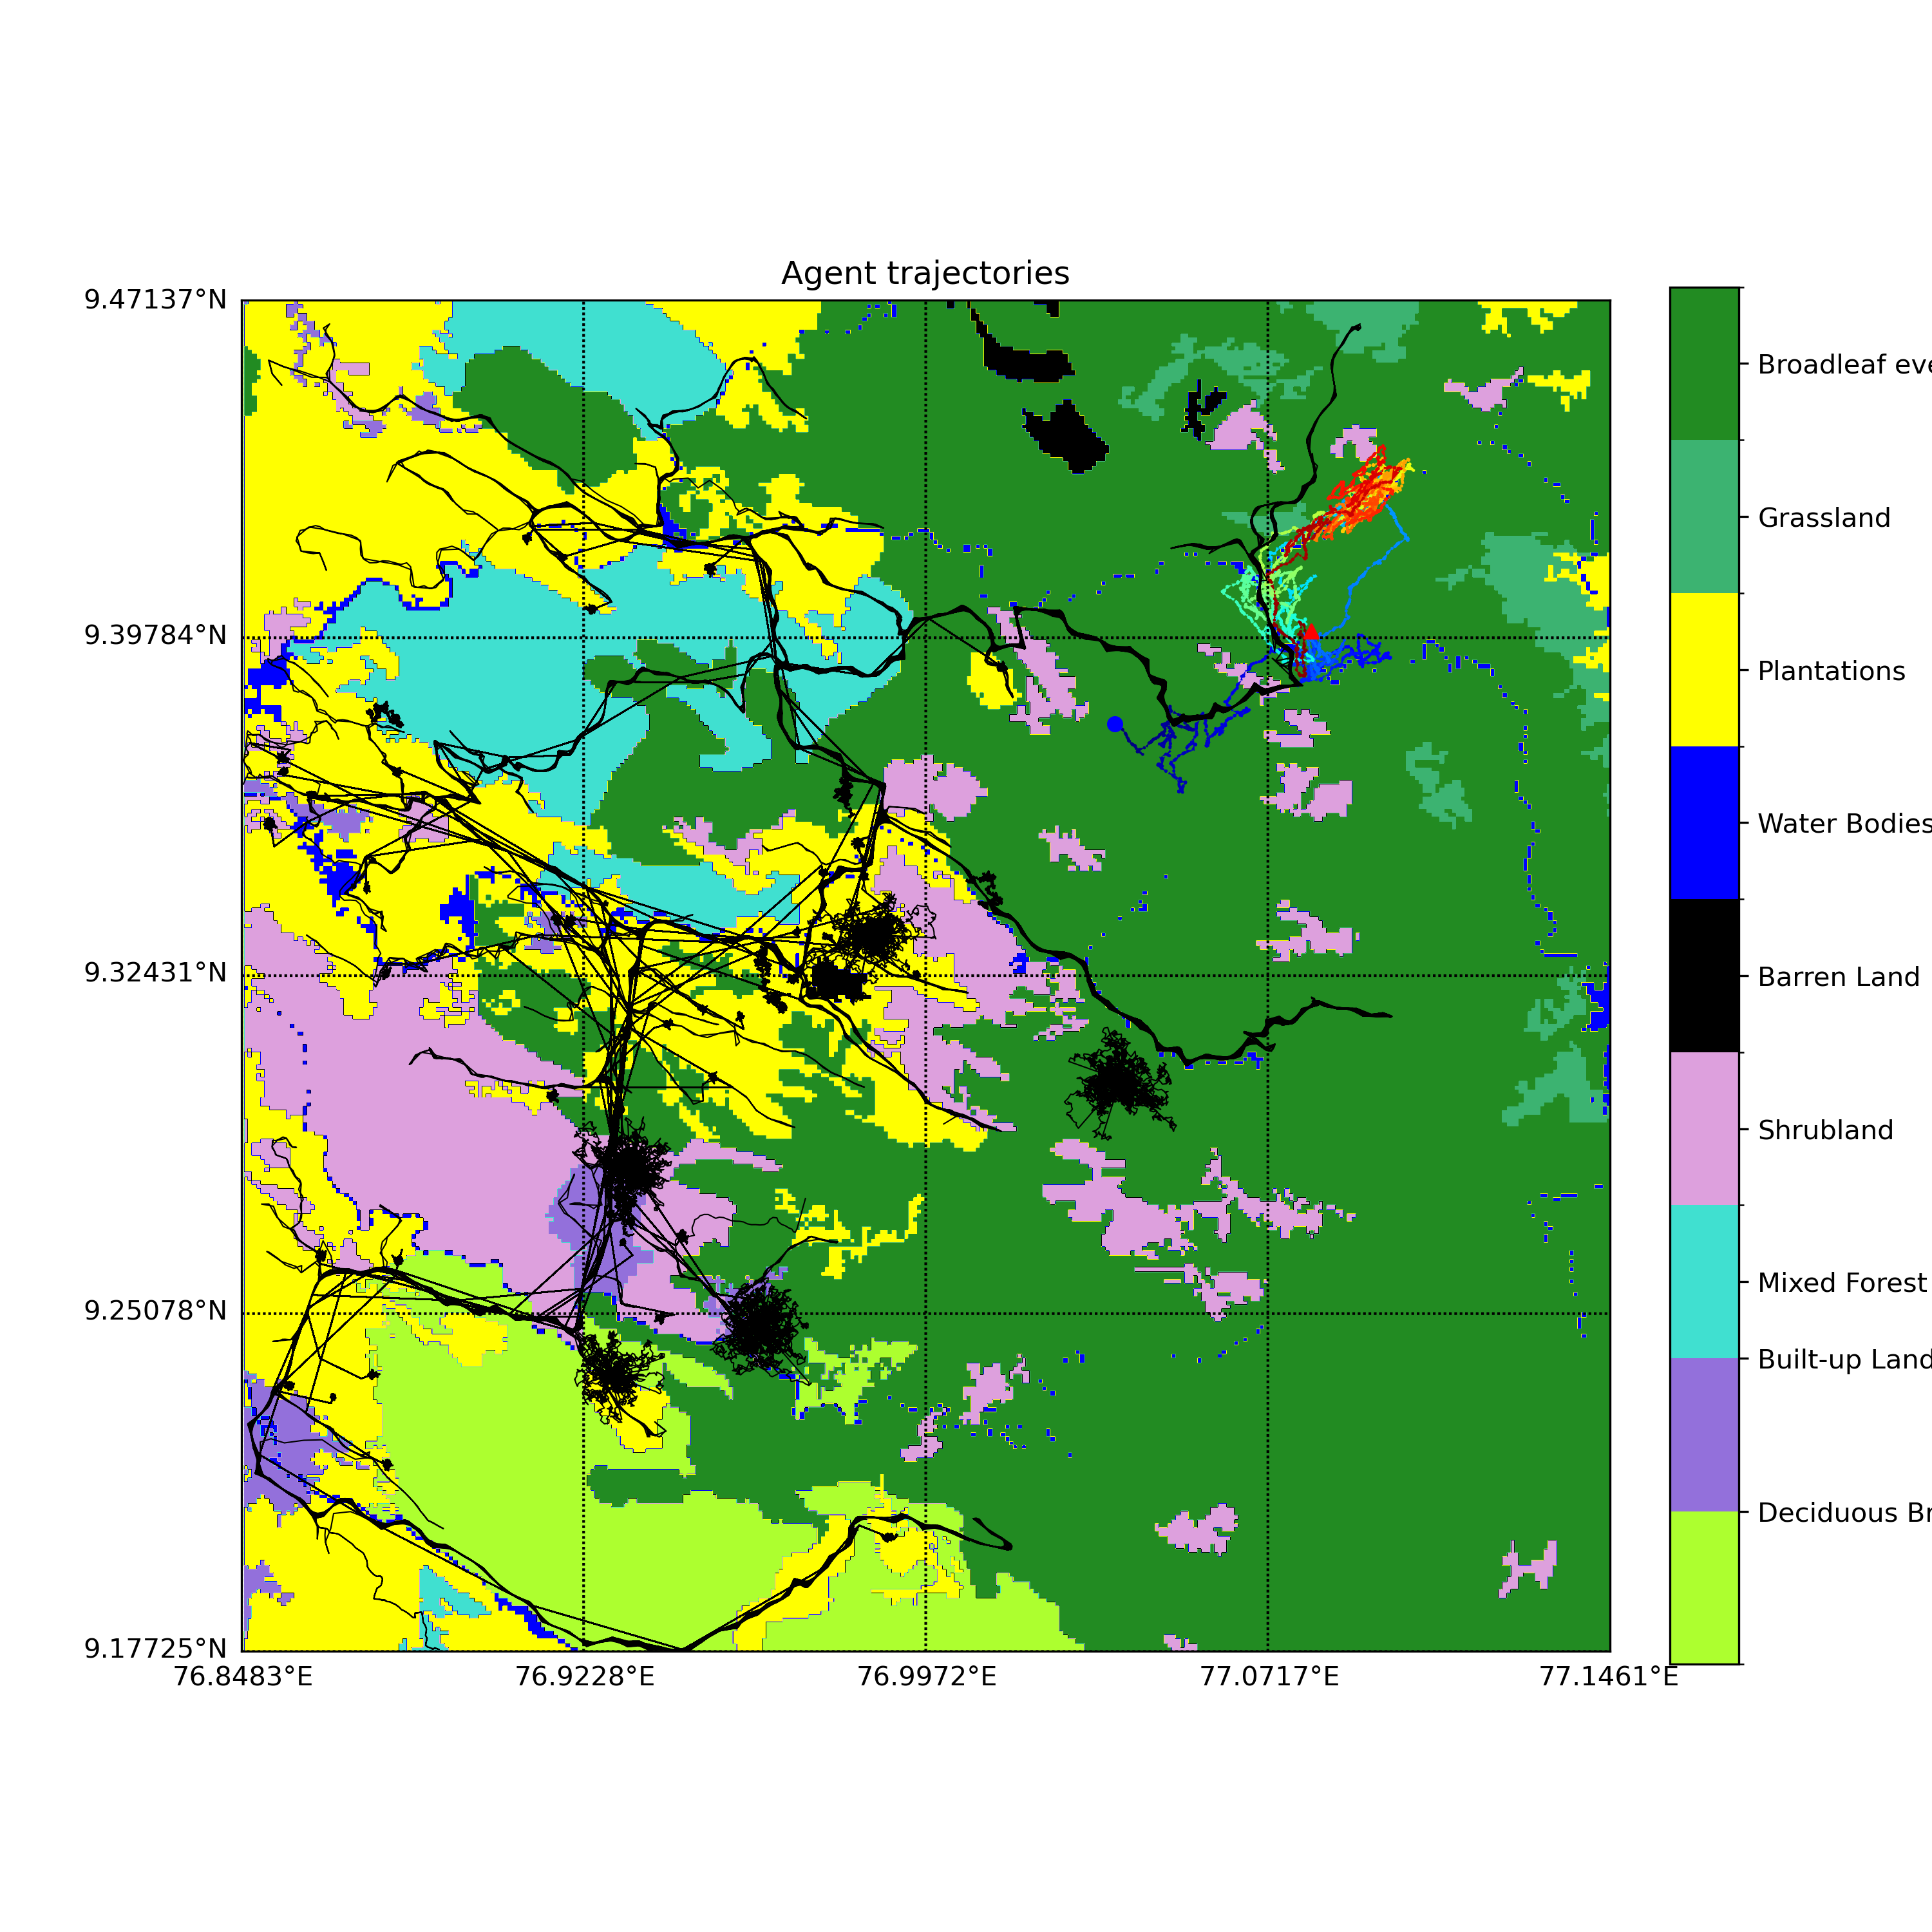 Agent trajectories
9.47137°N
9.39784°N
9.32431°N
9.25078°N
9.17725°N
76.8483°E
76.9228°E
76.9972°E
77.0717°E
77.1461°E
Broadleaf eve
Grassland
Plantations
Water Bodies
Barren Land
Shrubland
Mixed Forest
Built-up Land
Deciduous Br